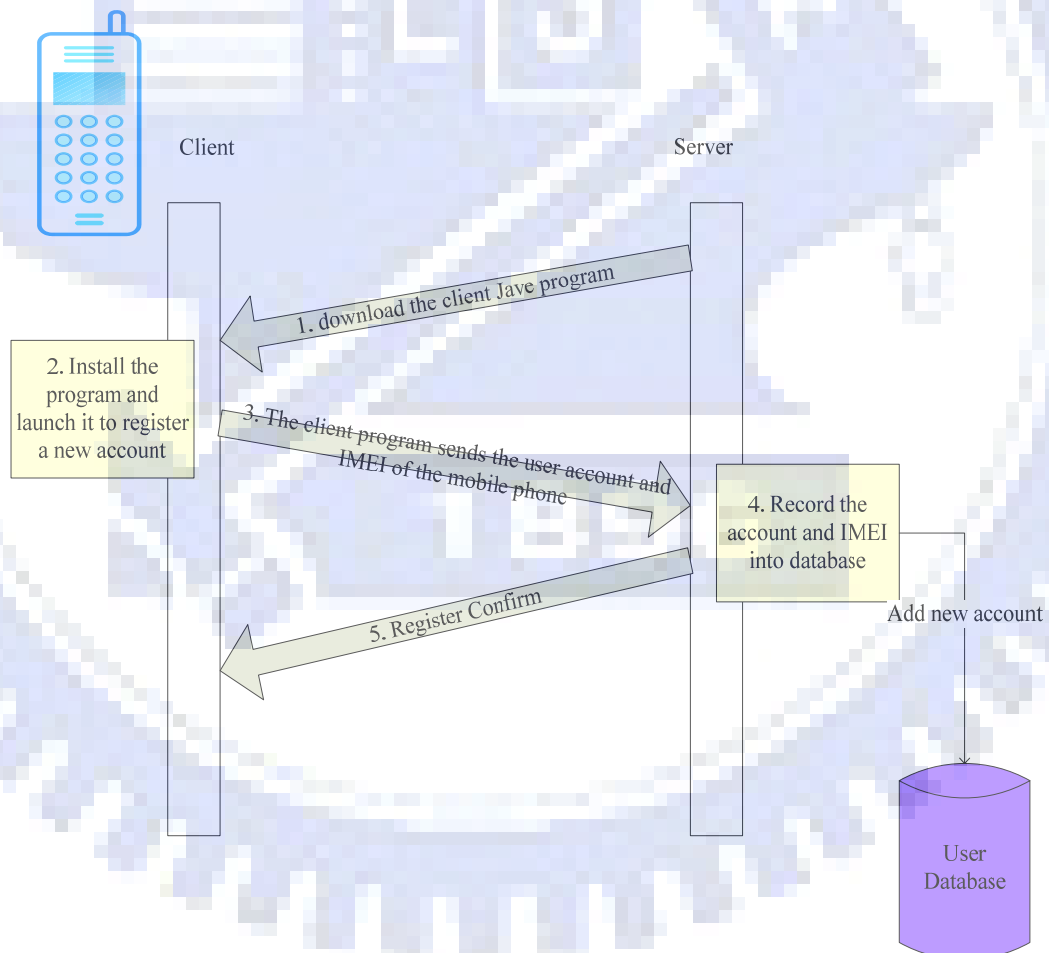 Client
Server
1. download the client Jave program
2. Install the
program and
launch it to register
a new account
3. The client program sends the user account and
IMEI of the mobile phone
4. Record the
account and IMEI
into database
Add new account
5. Register Confirm
User
Database